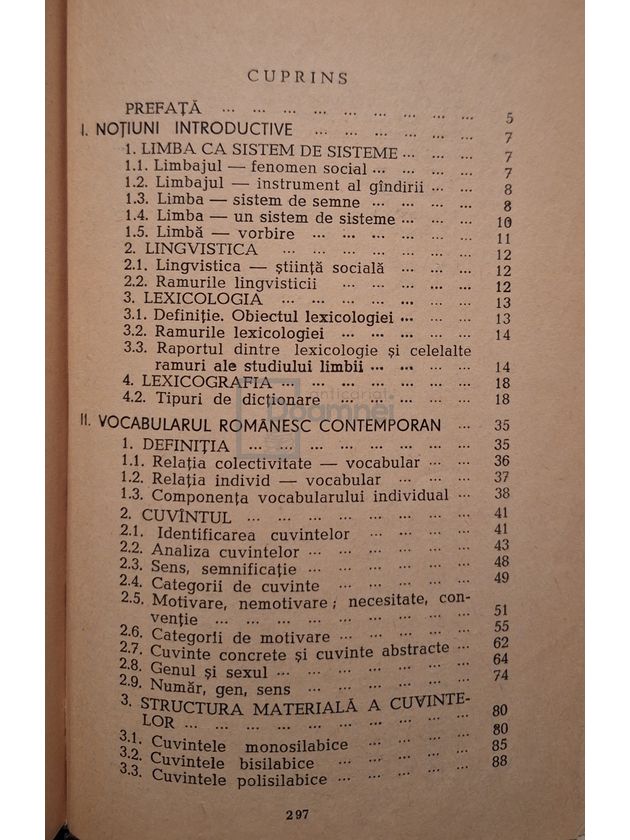 CUPRINS
PREFAȚĂ ... ... ... ... ... ... ... ... ... 5
I. NOȚIUNI INTRODUCTIVE ... ... ... ... ... ... 7
1. LIMBA CA SISTEM DE SISTEME ... ... ... 7
1.1. Limbajul — fenomen social ... ... ... ... 7
1.2. Limbajul — instrument al gîndirii ... ... 8
1.3. Limba — sistem de semne ... ... ... ... 8
1.4. Limba — un sistem de sisteme ... ... ... 10
1.5. Limbă — vorbire ... ... ... ... ... ... 11
2. LINGVISTICA ... ... ... ... ... ... ... 12
2.1. Lingvistica — știință socială ... ... ... 12
2.2. Ramurile lingvisticii ... ... ... ... ... 12
3. LEXICOLOGIA ... ... ... ... ... ... ... 13
3.1. Definiție. Obiectul lexicologiei ... ... ... 13
3.2. Ramurile lexicologiei ... ... ... ... ... 14
3.3. Raportul dintre lexicologie și celelalte
ramuri ale studiului limbii ... ... ... ... 14
4. LEXICOGRAFIA ... ... ... ... ... ... ... 18
4.2. Tipuri de dicționare ... ... ... ... ... 18
anticariat
Doamnei
II. VOCABULARUL ROMÂNESC CONTEMPORAN ... 35
1. DEFINIȚIA ... ... ... ... ... ... ... ... 35
1.1. Relația colectivitate — vocabular ... ... 36
1.2. Relația individ — vocabular ... ... ... 37
1.3. Componența vocabularului individual ... 38
2. CUVÎNTUL ... ... ... ... ... ... ... ... 41
2.1. Identificarea cuvintelor ... ... ... ... 41
2.2. Analiza cuvintelor ... ... ... ... ... ... 43
2.3. Sens, semnificație ... ... ... ... ... ... 48
2.4. Categorii de cuvinte ... ... ... ... ... 49
2.5. Motivare, nemotivare ; necesitate, con-
venție ... ... ... ... ... ... ... ... ... 51
2.6. Categorii de motivare ... ... ... ... ... 55
2.7. Cuvinte concrete și cuvinte abstracte ... 62
2.8. Genul și sexul ... ... ... ... ... ... ... 64
2.9. Număr, gen, sens ... ... ... ... ... ... 74
3. STRUCTURA MATERIALĂ A CUVINTE-
LOR ... ... ... ... ... ... ... ... ... ... 80
3.1. Cuvintele monosilabice ... ... ... ... 80
3.2. Cuvintele bisilabice ... ... ... ... ... 85
3.3. Cuvintele polisilabice ... ... ... ... ... 88
297